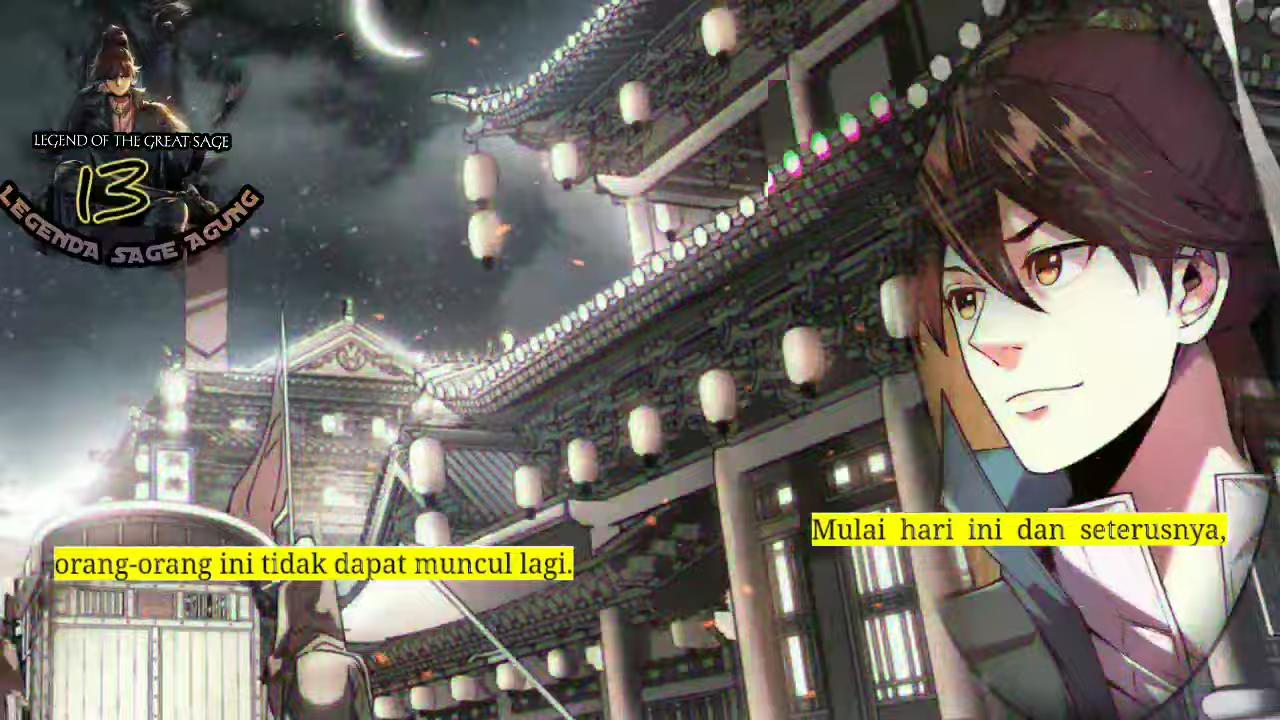 LEGEND OF THE GREAT SAGE
13
LEGENDA SAGE AGUNG
Mulai hari ini dan seterusnya,
orang-orang ini tidak dapat muncul lagi.